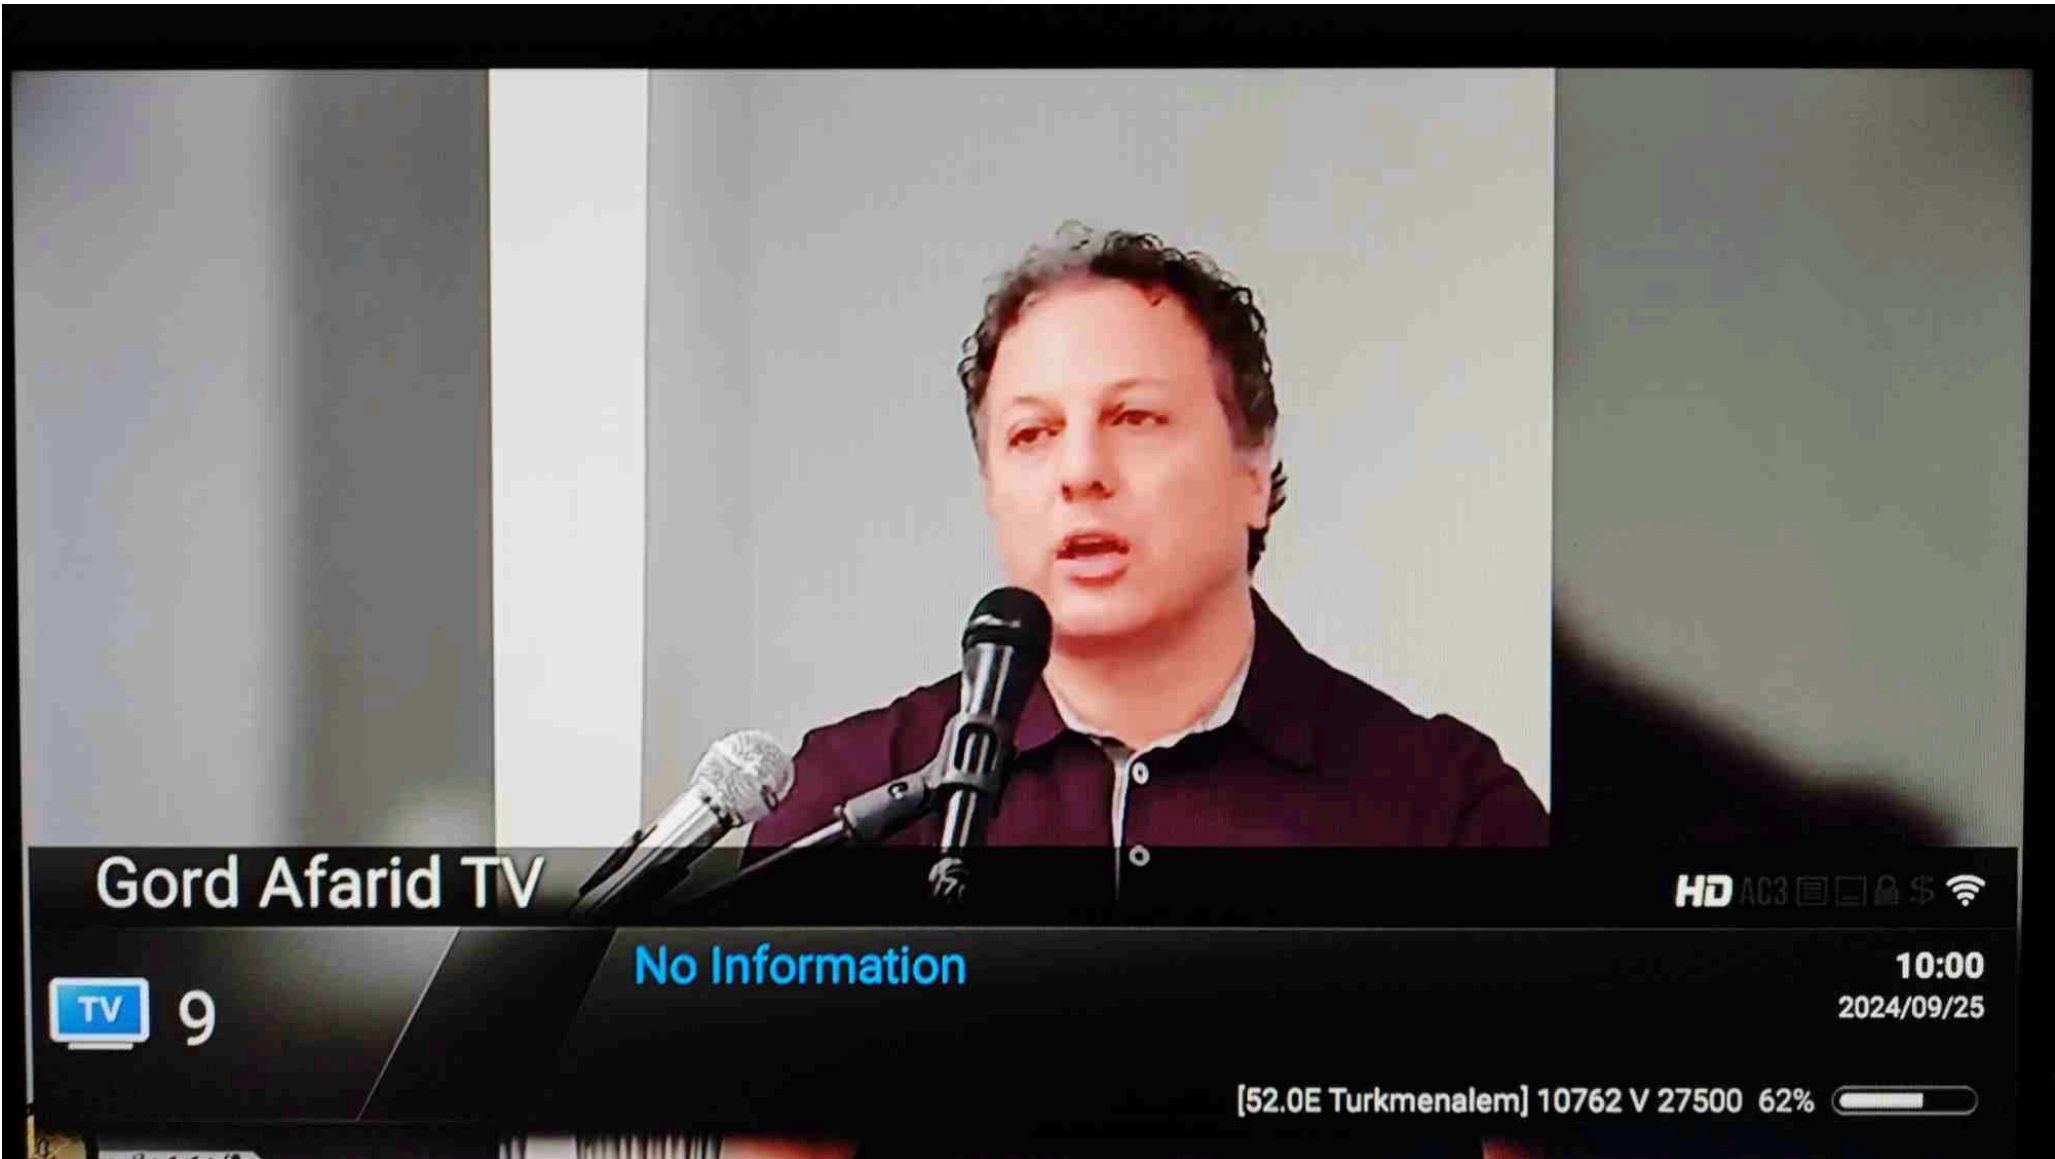 Gord Afarid TV
HD AC3 $
No Information
10:00
TV 9
2024/09/25
[52.0E Turkmenalem] 10762 V 27500 62%